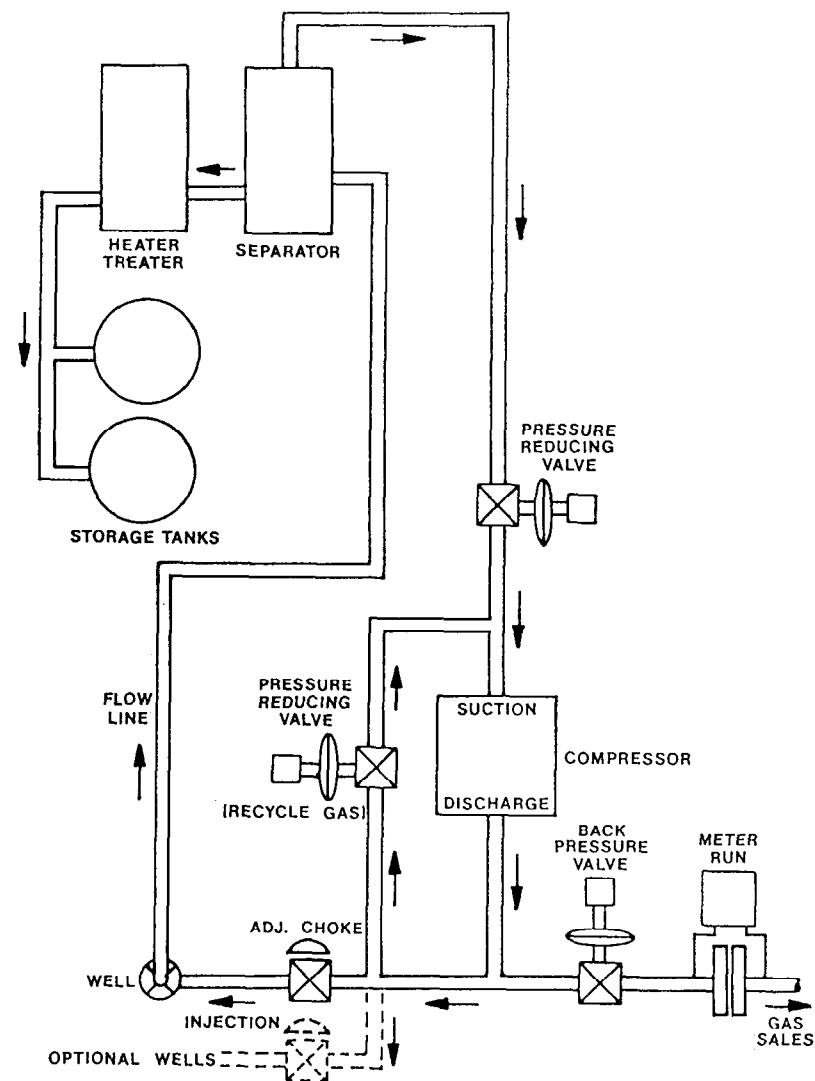 HEATER
TREATER
SEPARATOR
PRESSURE
REDUCING
VALVE
STORAGE TANKS
FLOW
LINE
PRESSURE
REDUCING
VALVE
SUCTION
COMPRESSOR
DISCHARGE
(RECYCLE GAS)
BACK
PRESSURE
VALVE
METER
RUN
ADJ. CHOKE
WELL
INJECTION
GAS
SALES
OPTIONAL WELLS